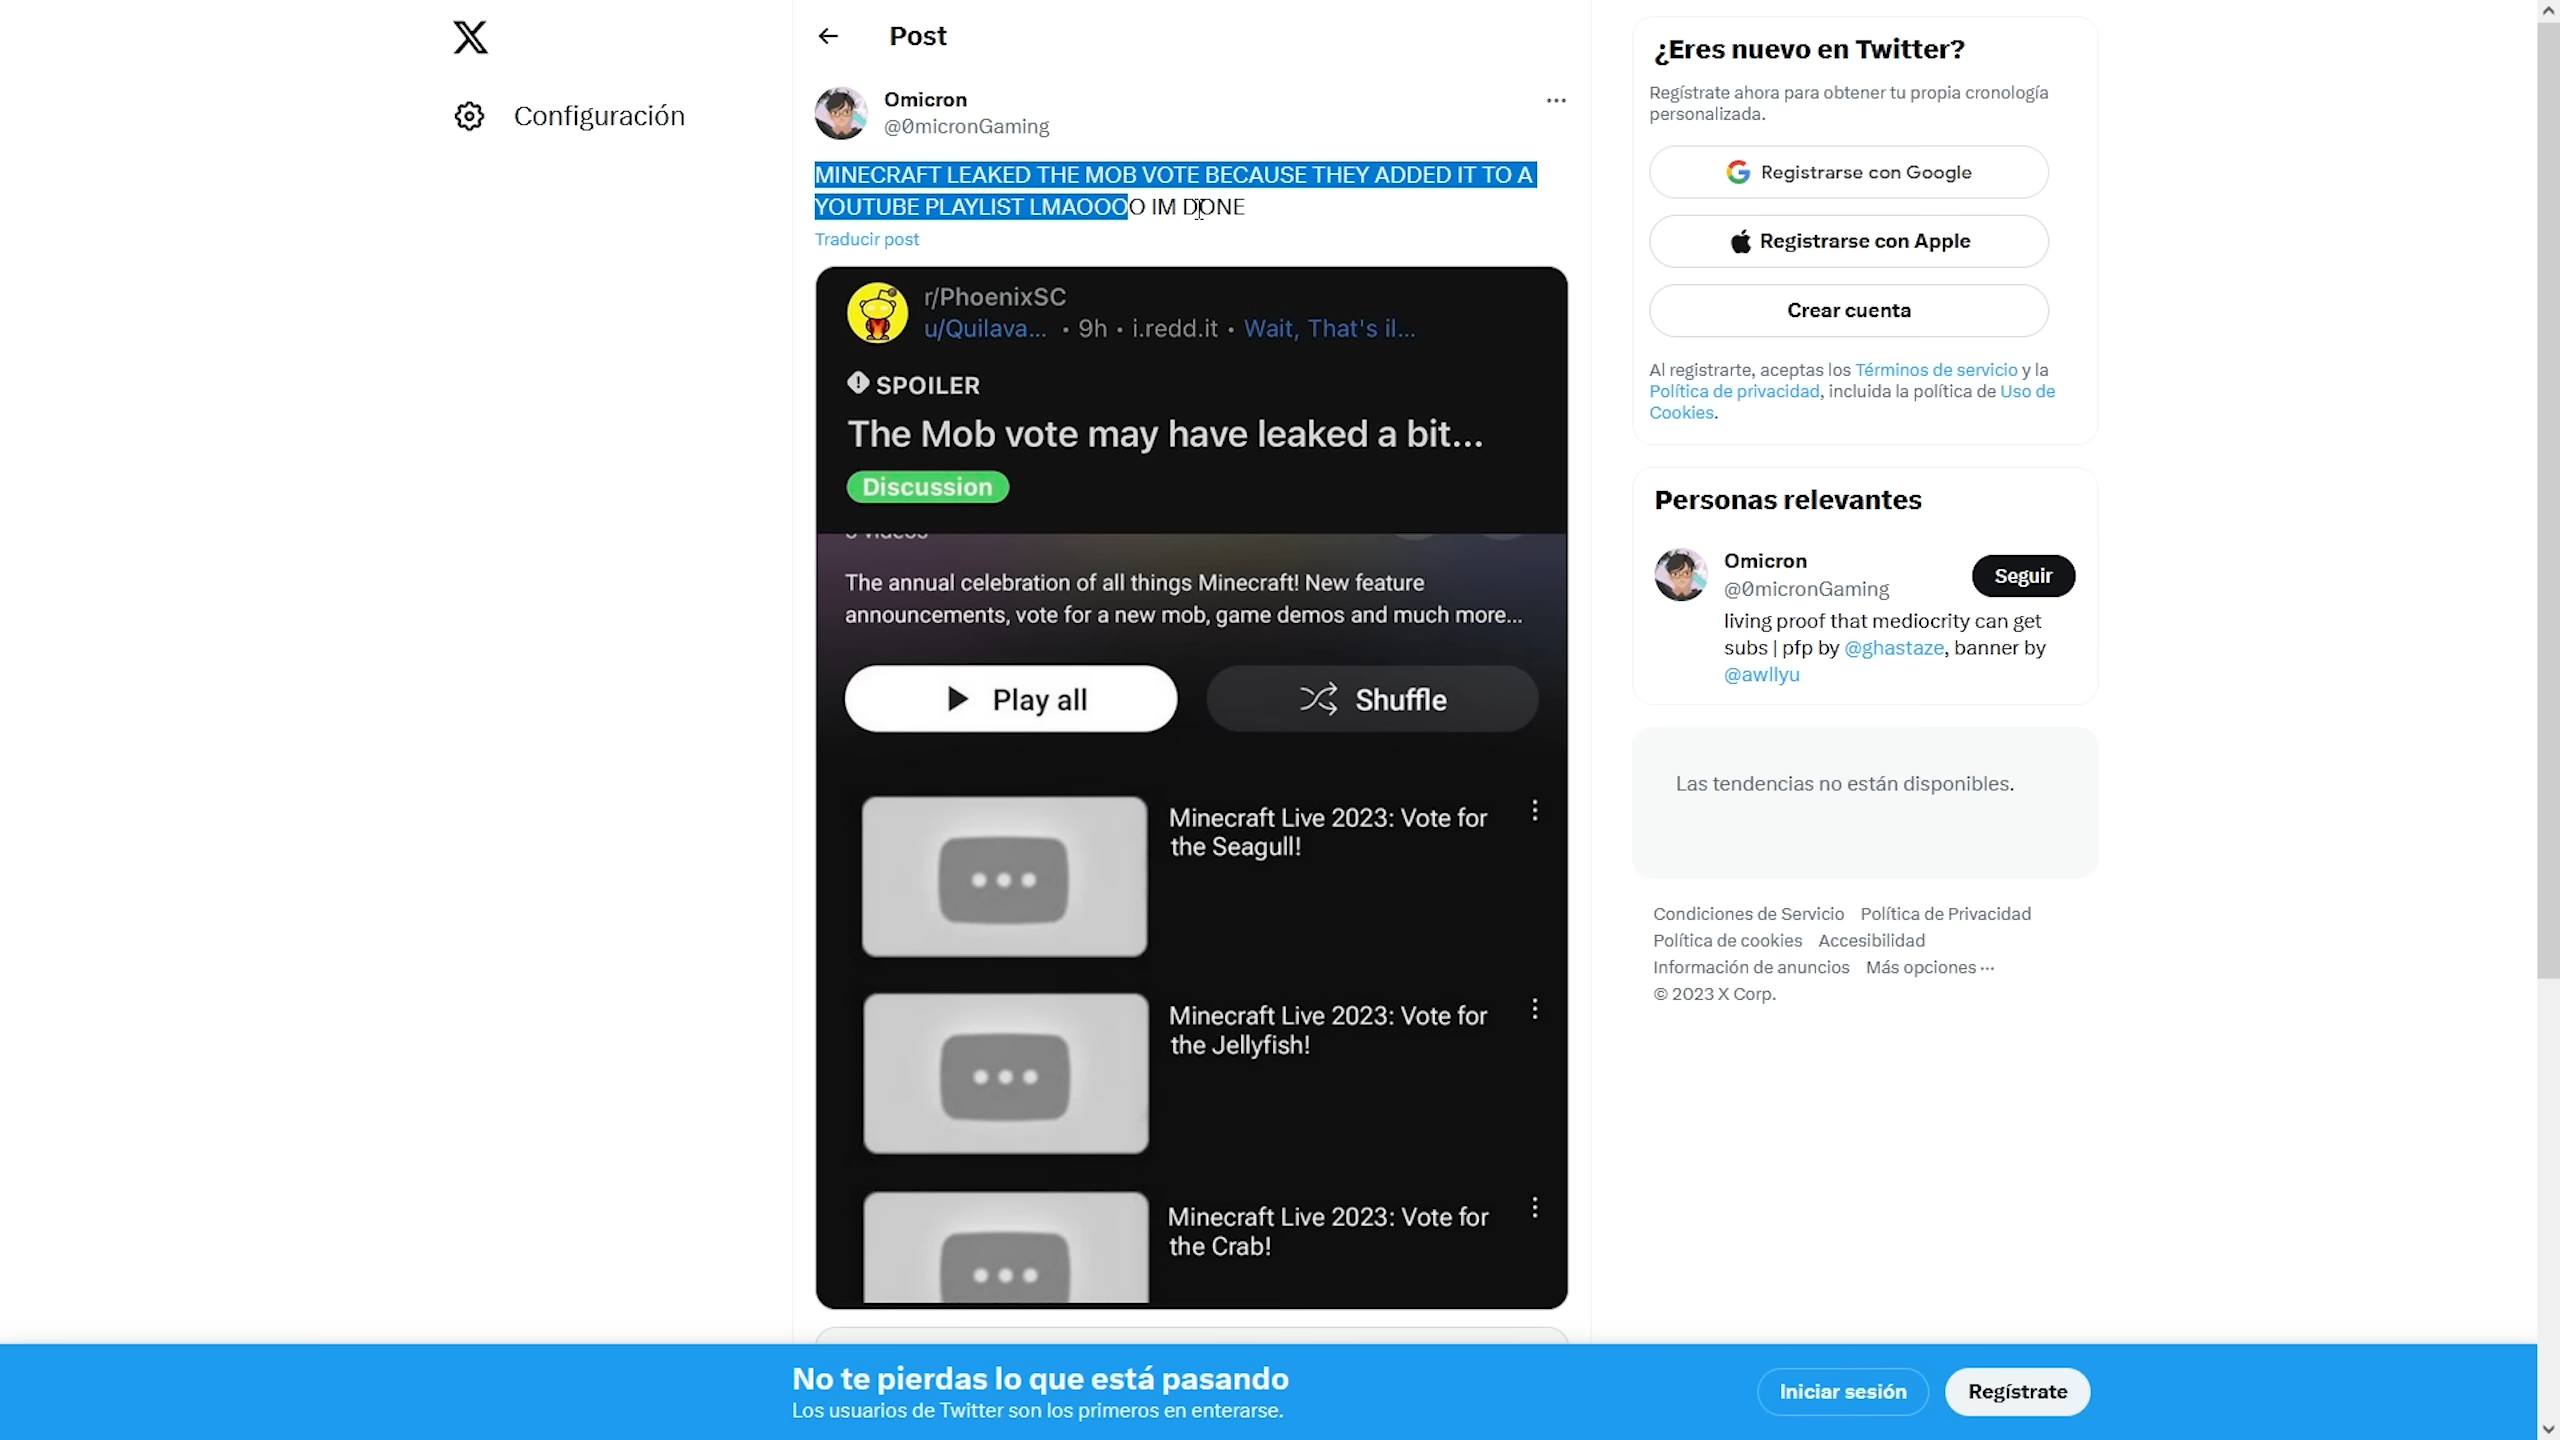 Post
Configuración
Omicron
@0micronGaming
MINECRAFT LEAKED THE MOB VOTE BECAUSE THEY ADDED IT TO A
YOUTUBE PLAYLIST LMAOOOO IM DONE
Traducir post
r/PhoenixSC
u/Quilava... • 9h • i.redd.it • Wait, That's il...
SPOILER
The Mob vote may have leaked a bit...
Discussion
The annual celebration of all things Minecraft! New feature
announcements, vote for a new mob, game demos and much more...
Play all
Shuffle
Minecraft Live 2023: Vote for
the Seagull!
Minecraft Live 2023: Vote for
the Jellyfish!
Minecraft Live 2023: Vote for
the Crab!
¿Eres nuevo en Twitter?
Regístrate ahora para obtener tu propia cronología
personalizada.
Registrarse con Google
Registrarse con Apple
Crear cuenta
Al registrarte, aceptas los Términos de servicio y la
Política de privacidad, incluida la política de Uso de
Cookies.
Personas relevantes
Omicron
@0micronGaming
Seguir
living proof that mediocrity can get
subs | pfp by @ghastaze, banner by
@awllyu
Las tendencias no están disponibles.
Condiciones de Servicio Política de Privacidad
Política de cookies Accesibilidad
Información de anuncios Más opciones ···
© 2023 X Corp.
No te pierdas lo que está pasando
Los usuarios de Twitter son los primeros en enterarse.
Iniciar sesión
Regístrate